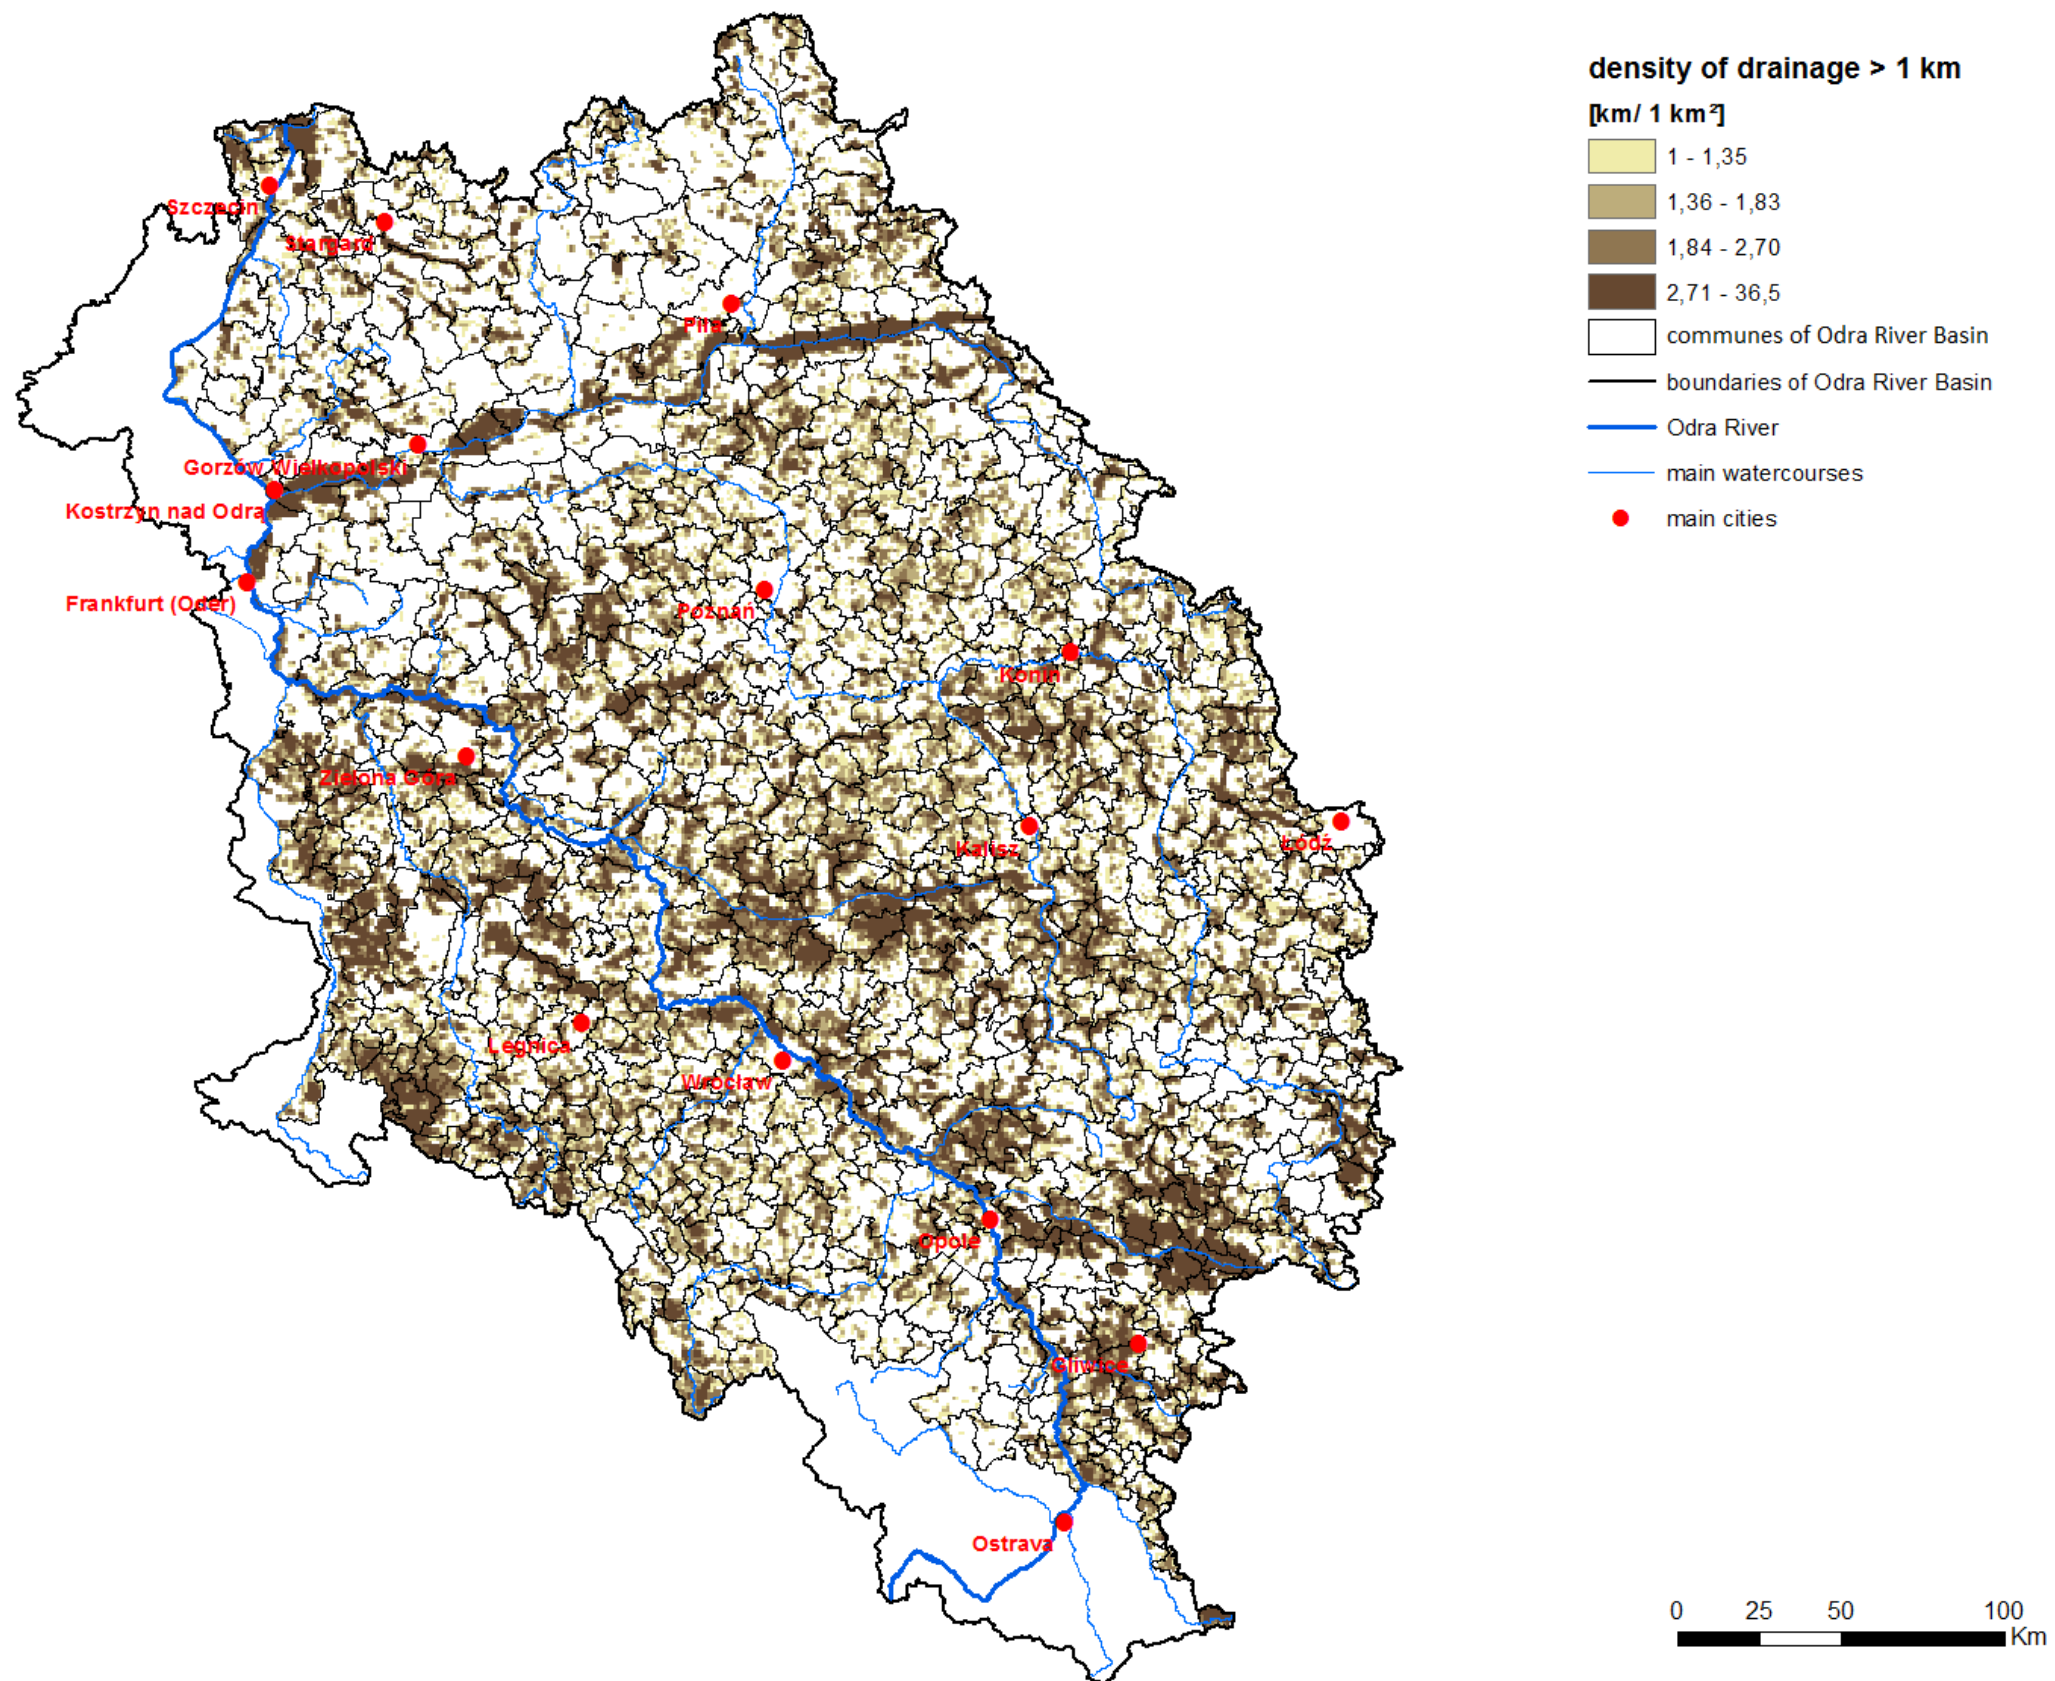 density of drainage > 1 km
[km/ 1 km²]
1 - 1,35
1,36 - 1,83
1,84 - 2,70
2,71 - 36,5
communes of Odra River Basin
boundaries of Odra River Basin
Odra River
main watercourses
main cities
Szczecin
Stargard
Piła
Gorzów Wielkopolski
Kostrzyn nad Odrą
Frankfurt (Oder)
Poznań
Konin
Zielona Góra
Kalisz
Łódź
Legnica
Wrocław
Opole
Gliwice
Ostrava
0 25 50 100
Km